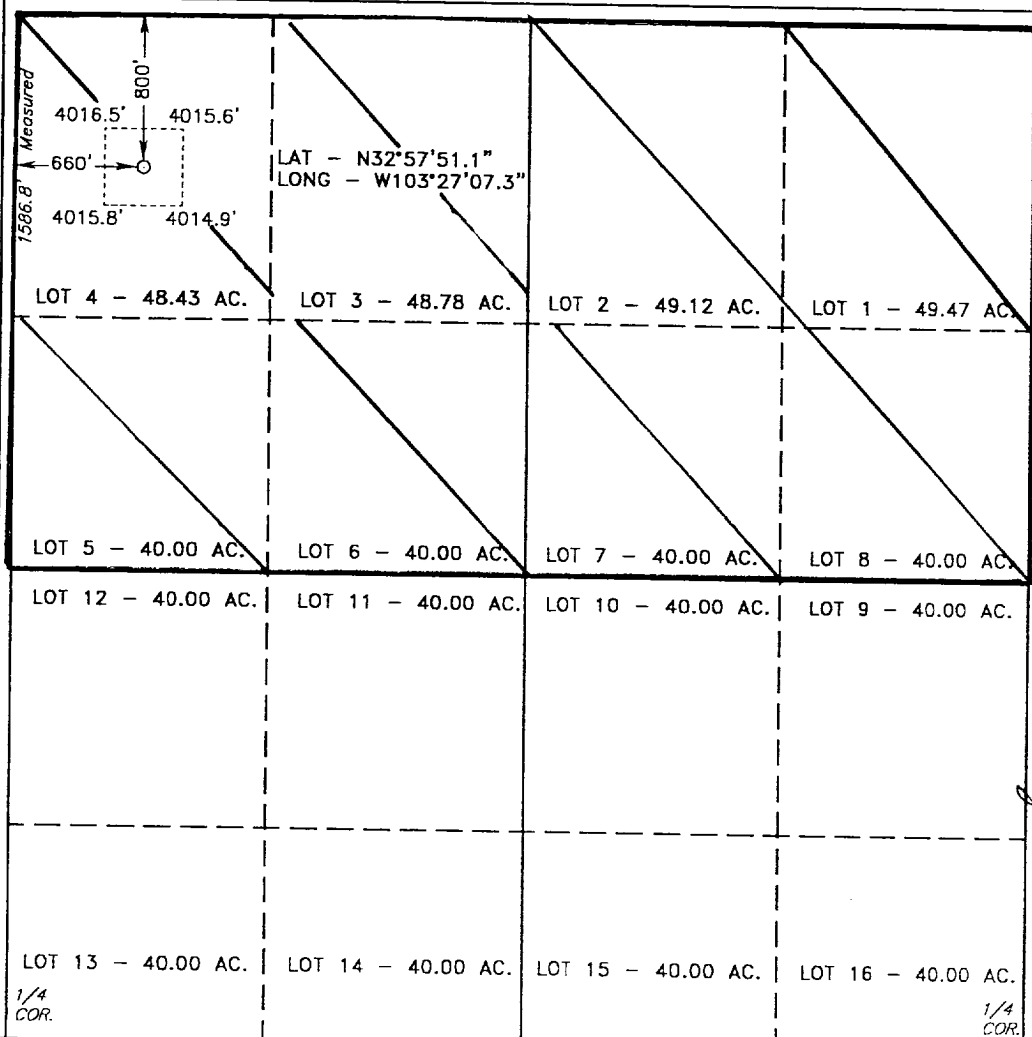 800'
1586.8' Measured
4016.5' 4015.6'
660'
4015.8' 4014.9'
LAT – N32°57'51.1"
LONG – W103°27'07.3"
LOT 4 – 48.43 AC. LOT 3 – 48.78 AC. LOT 2 – 49.12 AC. LOT 1 – 49.47 AC.
LOT 5 – 40.00 AC. LOT 6 – 40.00 AC. LOT 7 – 40.00 AC. LOT 8 – 40.00 AC.
LOT 12 – 40.00 AC. LOT 11 – 40.00 AC. LOT 10 – 40.00 AC. LOT 9 – 40.00 AC.
LOT 13 – 40.00 AC. LOT 14 – 40.00 AC. LOT 15 – 40.00 AC. LOT 16 – 40.00 AC.
1/4 COR. 1/4 COR.